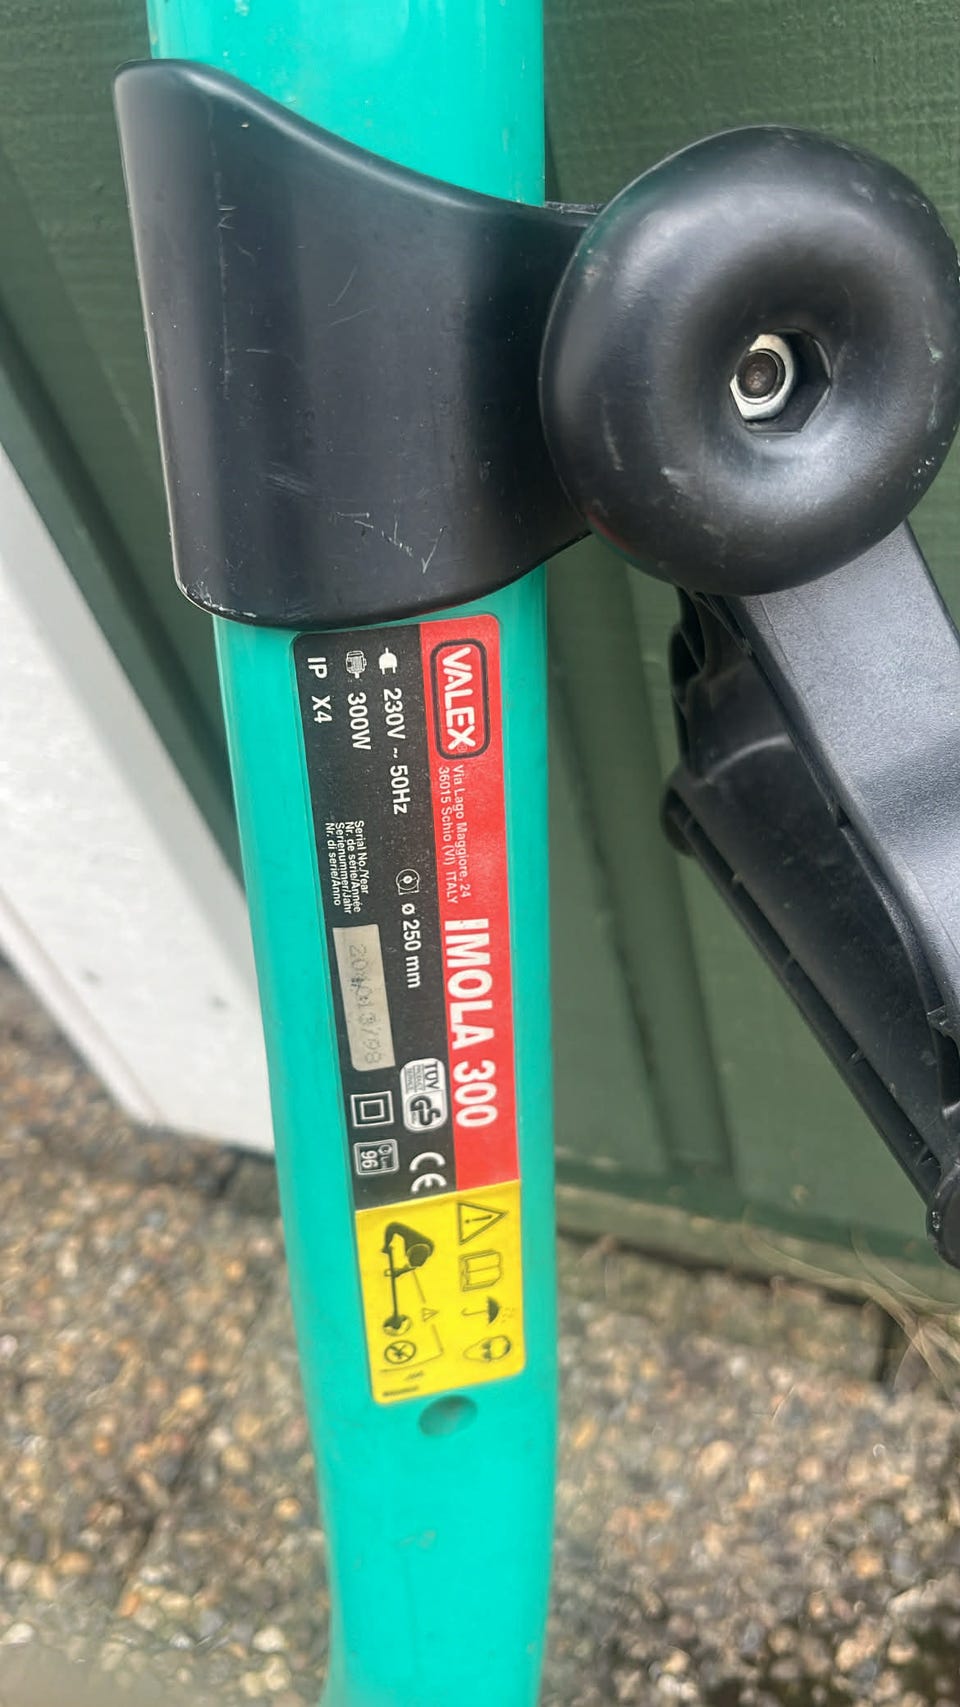 VALEX®
Via Lago Maggiore, 24
36015 Schio (VI) ITALY
IMOLA 300
230V ~ 50Hz
ø 250 mm
300W
IP X4
Serial No./Year
Nr. de série/Année
Serienummer/Jahr
Nr. di serie/Anno
TÜV
GS
CE
96